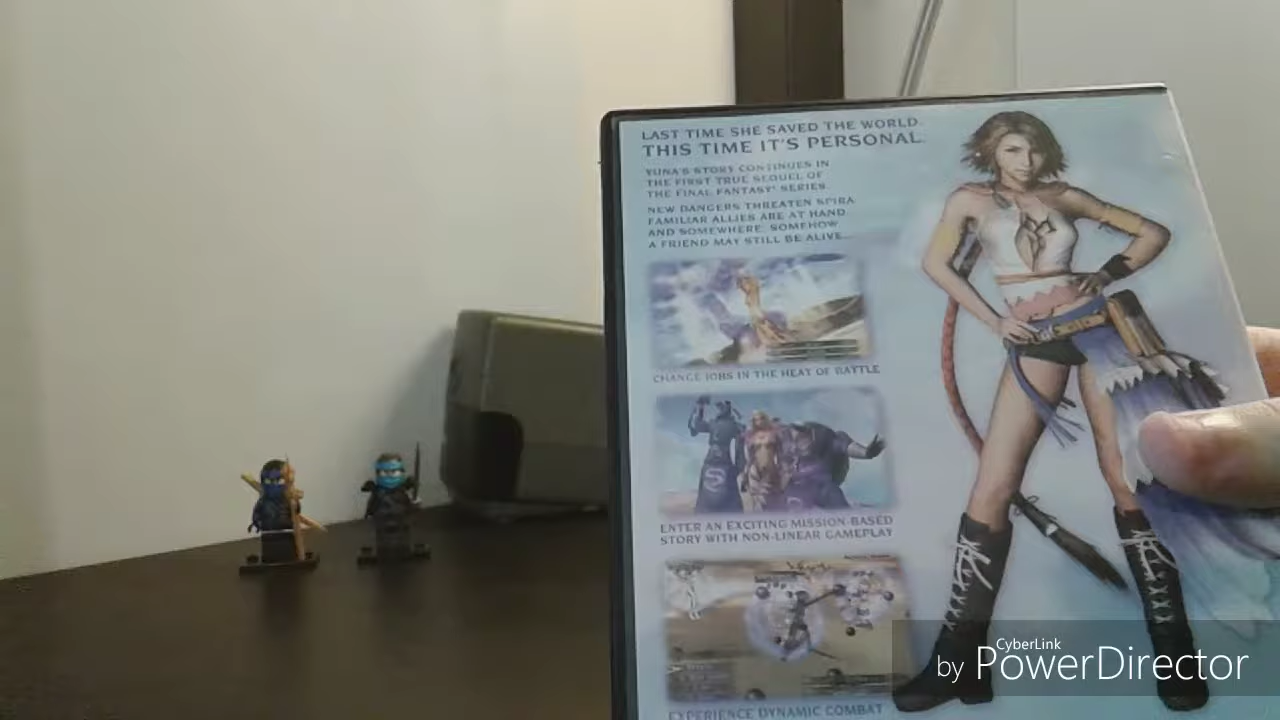 LAST TIME SHE SAVED THE WORLD.
THIS TIME IT'S PERSONAL.
YUNA'S STORY CONTINUES IN
THE FIRST TRUE SEQUEL OF
THE FINAL FANTASY® SERIES.
NEW DANGERS THREATEN SPIRA
FAMILIAR ALLIES ARE AT HAND
AND SOMEWHERE, SOMEHOW
A FRIEND MAY STILL BE ALIVE...
CHANGE JOBS IN THE HEAT OF BATTLE
ENTER AN EXCITING MISSION-BASED
STORY WITH NON-LINEAR GAMEPLAY
EXPERIENCE DYNAMIC COMBAT
CyberLink
by PowerDirector